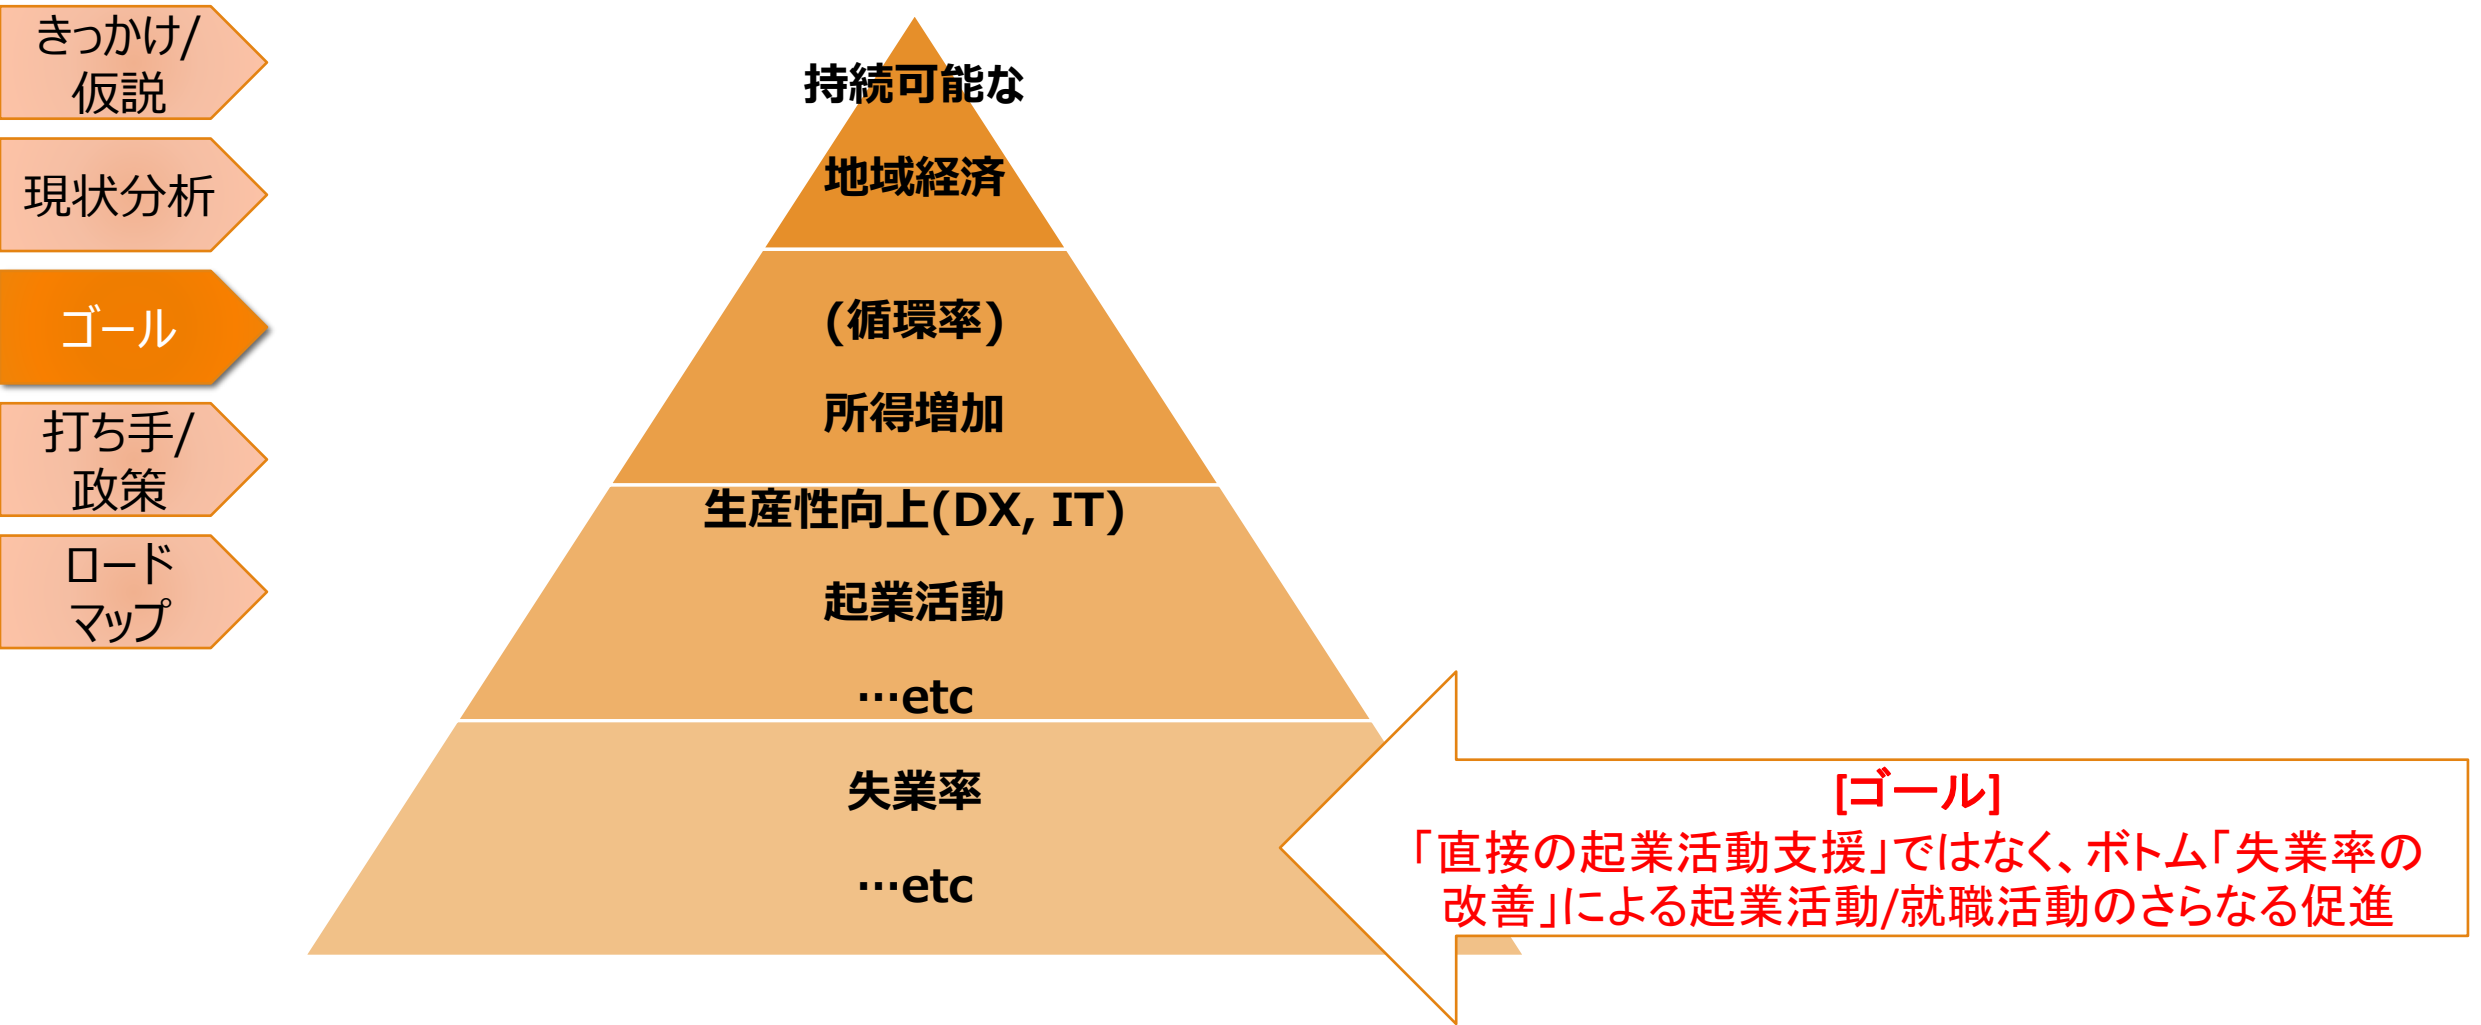 きっかけ/
仮説
現状分析
ゴール
打ち手/
政策
ロード
マップ
持続可能な
地域経済
(循環率)
所得増加
生産性向上(DX, IT)
起業活動
…etc
失業率
…etc
[ゴール]
「直接の起業活動支援」ではなく、ボトム「失業率の
改善」による起業活動/就職活動のさらなる促進